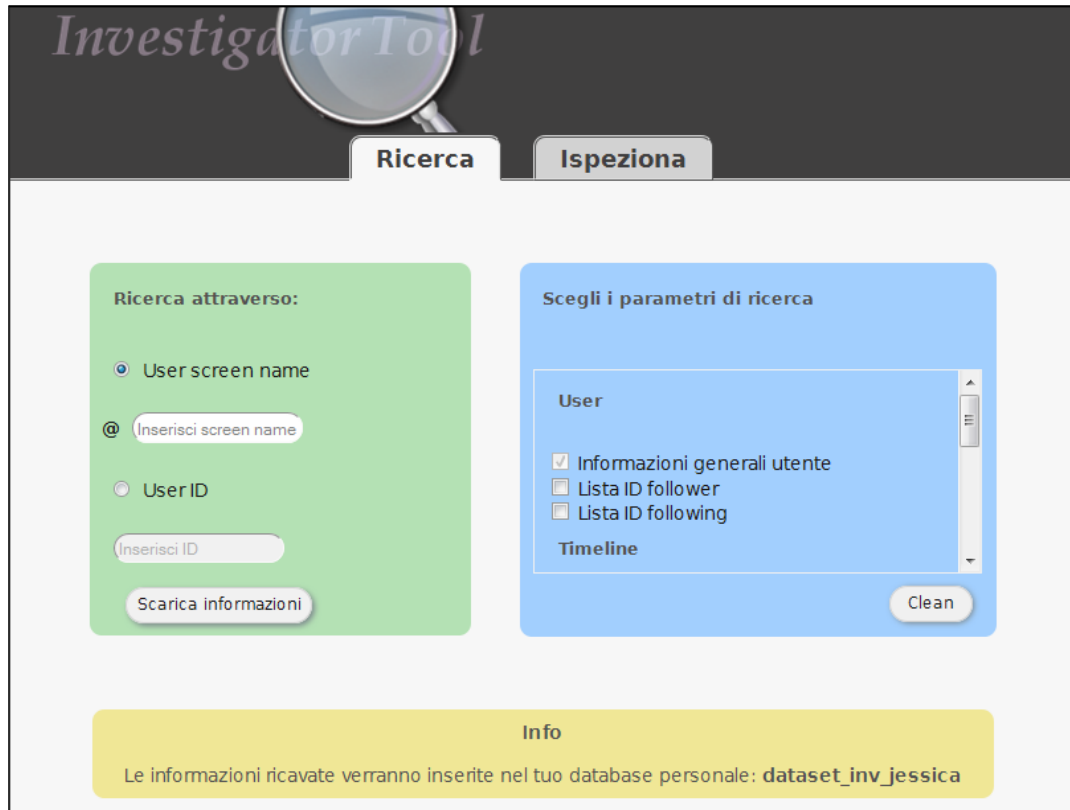 Investigator Tool
Ricerca
Ispeziona
Ricerca attraverso:
User screen name
@ Inserisci screen name
User ID
Inserisci ID
Scarica informazioni
Scegli i parametri di ricerca
User
Informazioni generali utente
Lista ID follower
Lista ID following
Timeline
Clean
Info
Le informazioni ricavate verranno inserite nel tuo database personale: dataset_inv_jessica